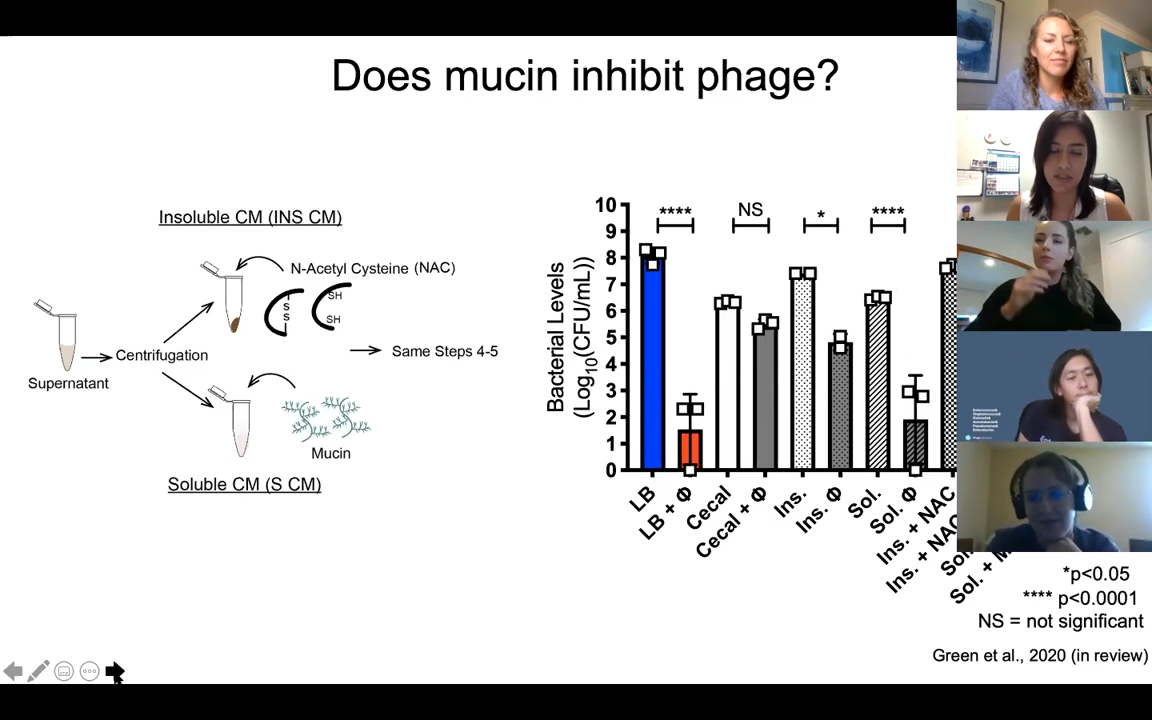 Does mucin inhibit phage?
Insoluble CM (INS CM)
N-Acetyl Cysteine (NAC)
S
S
SH
SH
Supernatant
Centrifugation
Same Steps 4-5
Mucin
Soluble CM (S CM)
Bacterial Levels
(Log10(CFU/mL))
10
9
8
7
6
5
4
3
2
1
0
****
NS
*
****
LB
LB + Φ
Cecal
Cecal + Φ
Ins.
Ins. Φ
Sol.
Sol. Φ
Ins. + NAC
Ins. + NAC
Sol. +
*p<0.05
**** p<0.0001
NS = not significant
Green et al., 2020 (in review)